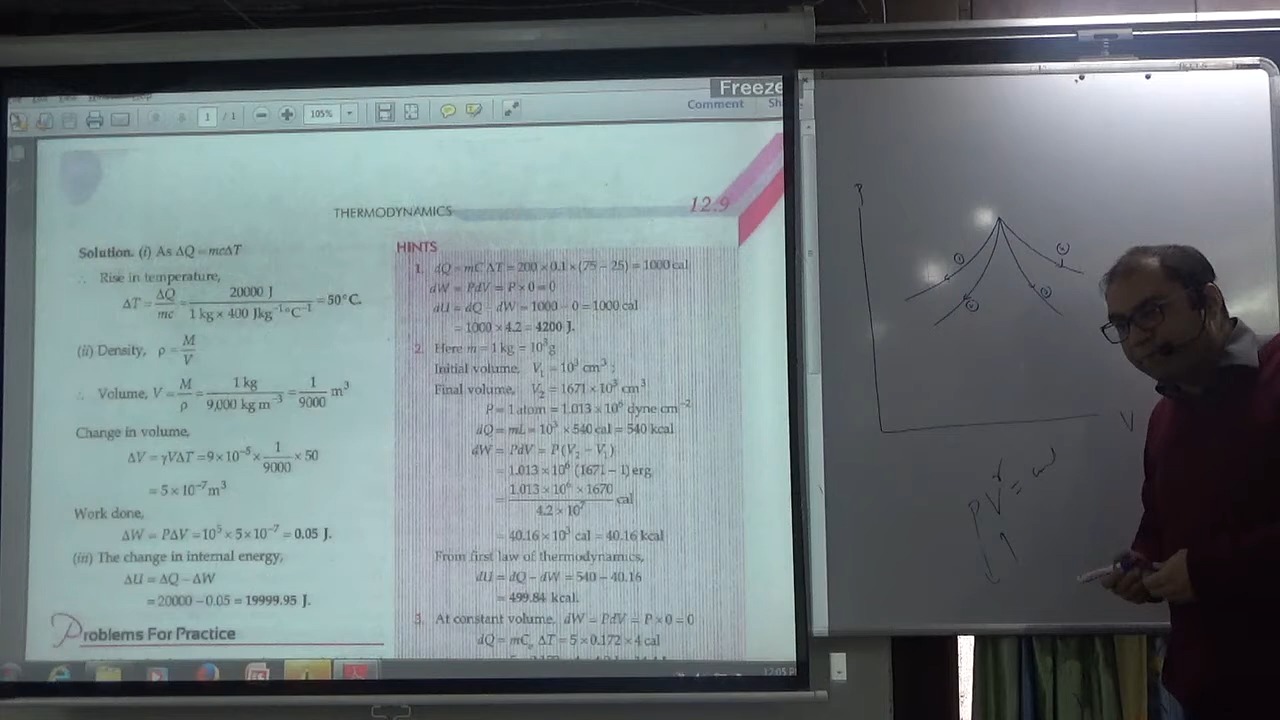 Freeze
Comment
1 / 1
105%
THERMODYNAMICS
12.9
Solution. (i) As ΔQ = mcΔT
∴ Rise in temperature,
ΔT = ΔQ/mc = 20000 J / 1 kg × 400 Jkg⁻¹°C⁻¹ = 50°C.
(ii) Density, ρ = M/V
∴ Volume, V = M/ρ = 1 kg / 9,000 kg m⁻³ = 1/9000 m³
Change in volume,
ΔV = γVΔT = 9 × 10⁻⁵ × 1/9000 × 50
= 5 × 10⁻⁷ m³
Work done,
ΔW = PΔV = 10⁵ × 5 × 10⁻⁷ = 0.05 J.
(iii) The change in internal energy,
ΔU = ΔQ − ΔW
= 20000 − 0.05 = 19999.95 J.
Problems For Practice
HINTS
1. dQ = mC ΔT = 200 × 0.1 × (75 − 25) = 1000 cal
dW = PdV = P × 0 = 0
dU = dQ − dW = 1000 − 0 = 1000 cal
= 1000 × 4.2 = 4200 J.
2. Here m = 1 kg = 10³ g
Initial volume, V₁ = 10³ cm³ ;
Final volume, V₂ = 1671 × 10³ cm³
P = 1 atom = 1.013 × 10⁶ dyne cm⁻²
dQ = mL = 10³ × 540 cal = 540 kcal
dW = PdV = P(V₂ − V₁)
= 1.013 × 10⁶ (1671 − 1) erg
= 1.013 × 10⁶ × 1670 / 4.2 × 10⁷ cal
= 40.16 × 10³ cal = 40.16 kcal
From first law of thermodynamics,
dU = dQ − dW = 540 − 40.16
= 499.84 kcal.
3. At constant volume, dW = PdV = P × 0 = 0
dQ = mCᵥ ΔT = 5 × 0.172 × 4 cal
12:05 PM
P
V